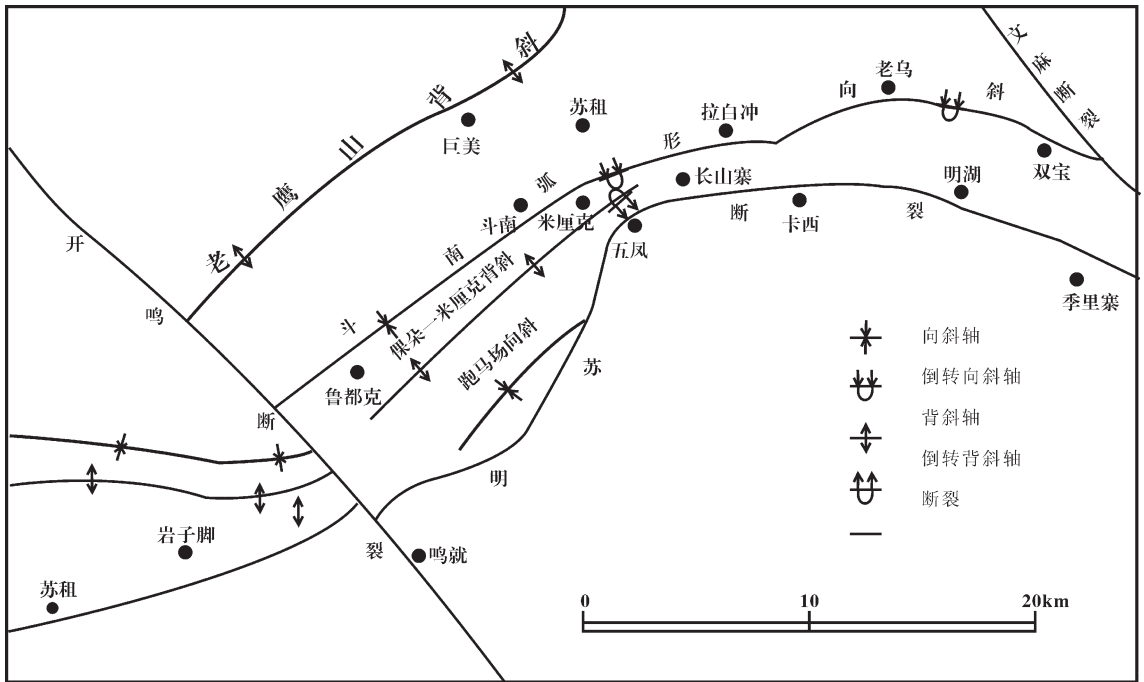 老鹰山背斜
文麻断裂
老乌
苏租
拉白冲
向斜
巨美
斗南弧形
长山寨
双宝
明湖
斗南
米厘克
断裂
卡西
五凤
开鸣断裂
季里寨
保朵一米厘克背斜
跑马场向斜
鲁都克
苏明
向斜轴
倒转向斜轴
背斜轴
倒转背斜轴
断裂
岩子脚
鸣就
苏租
0 10 20km